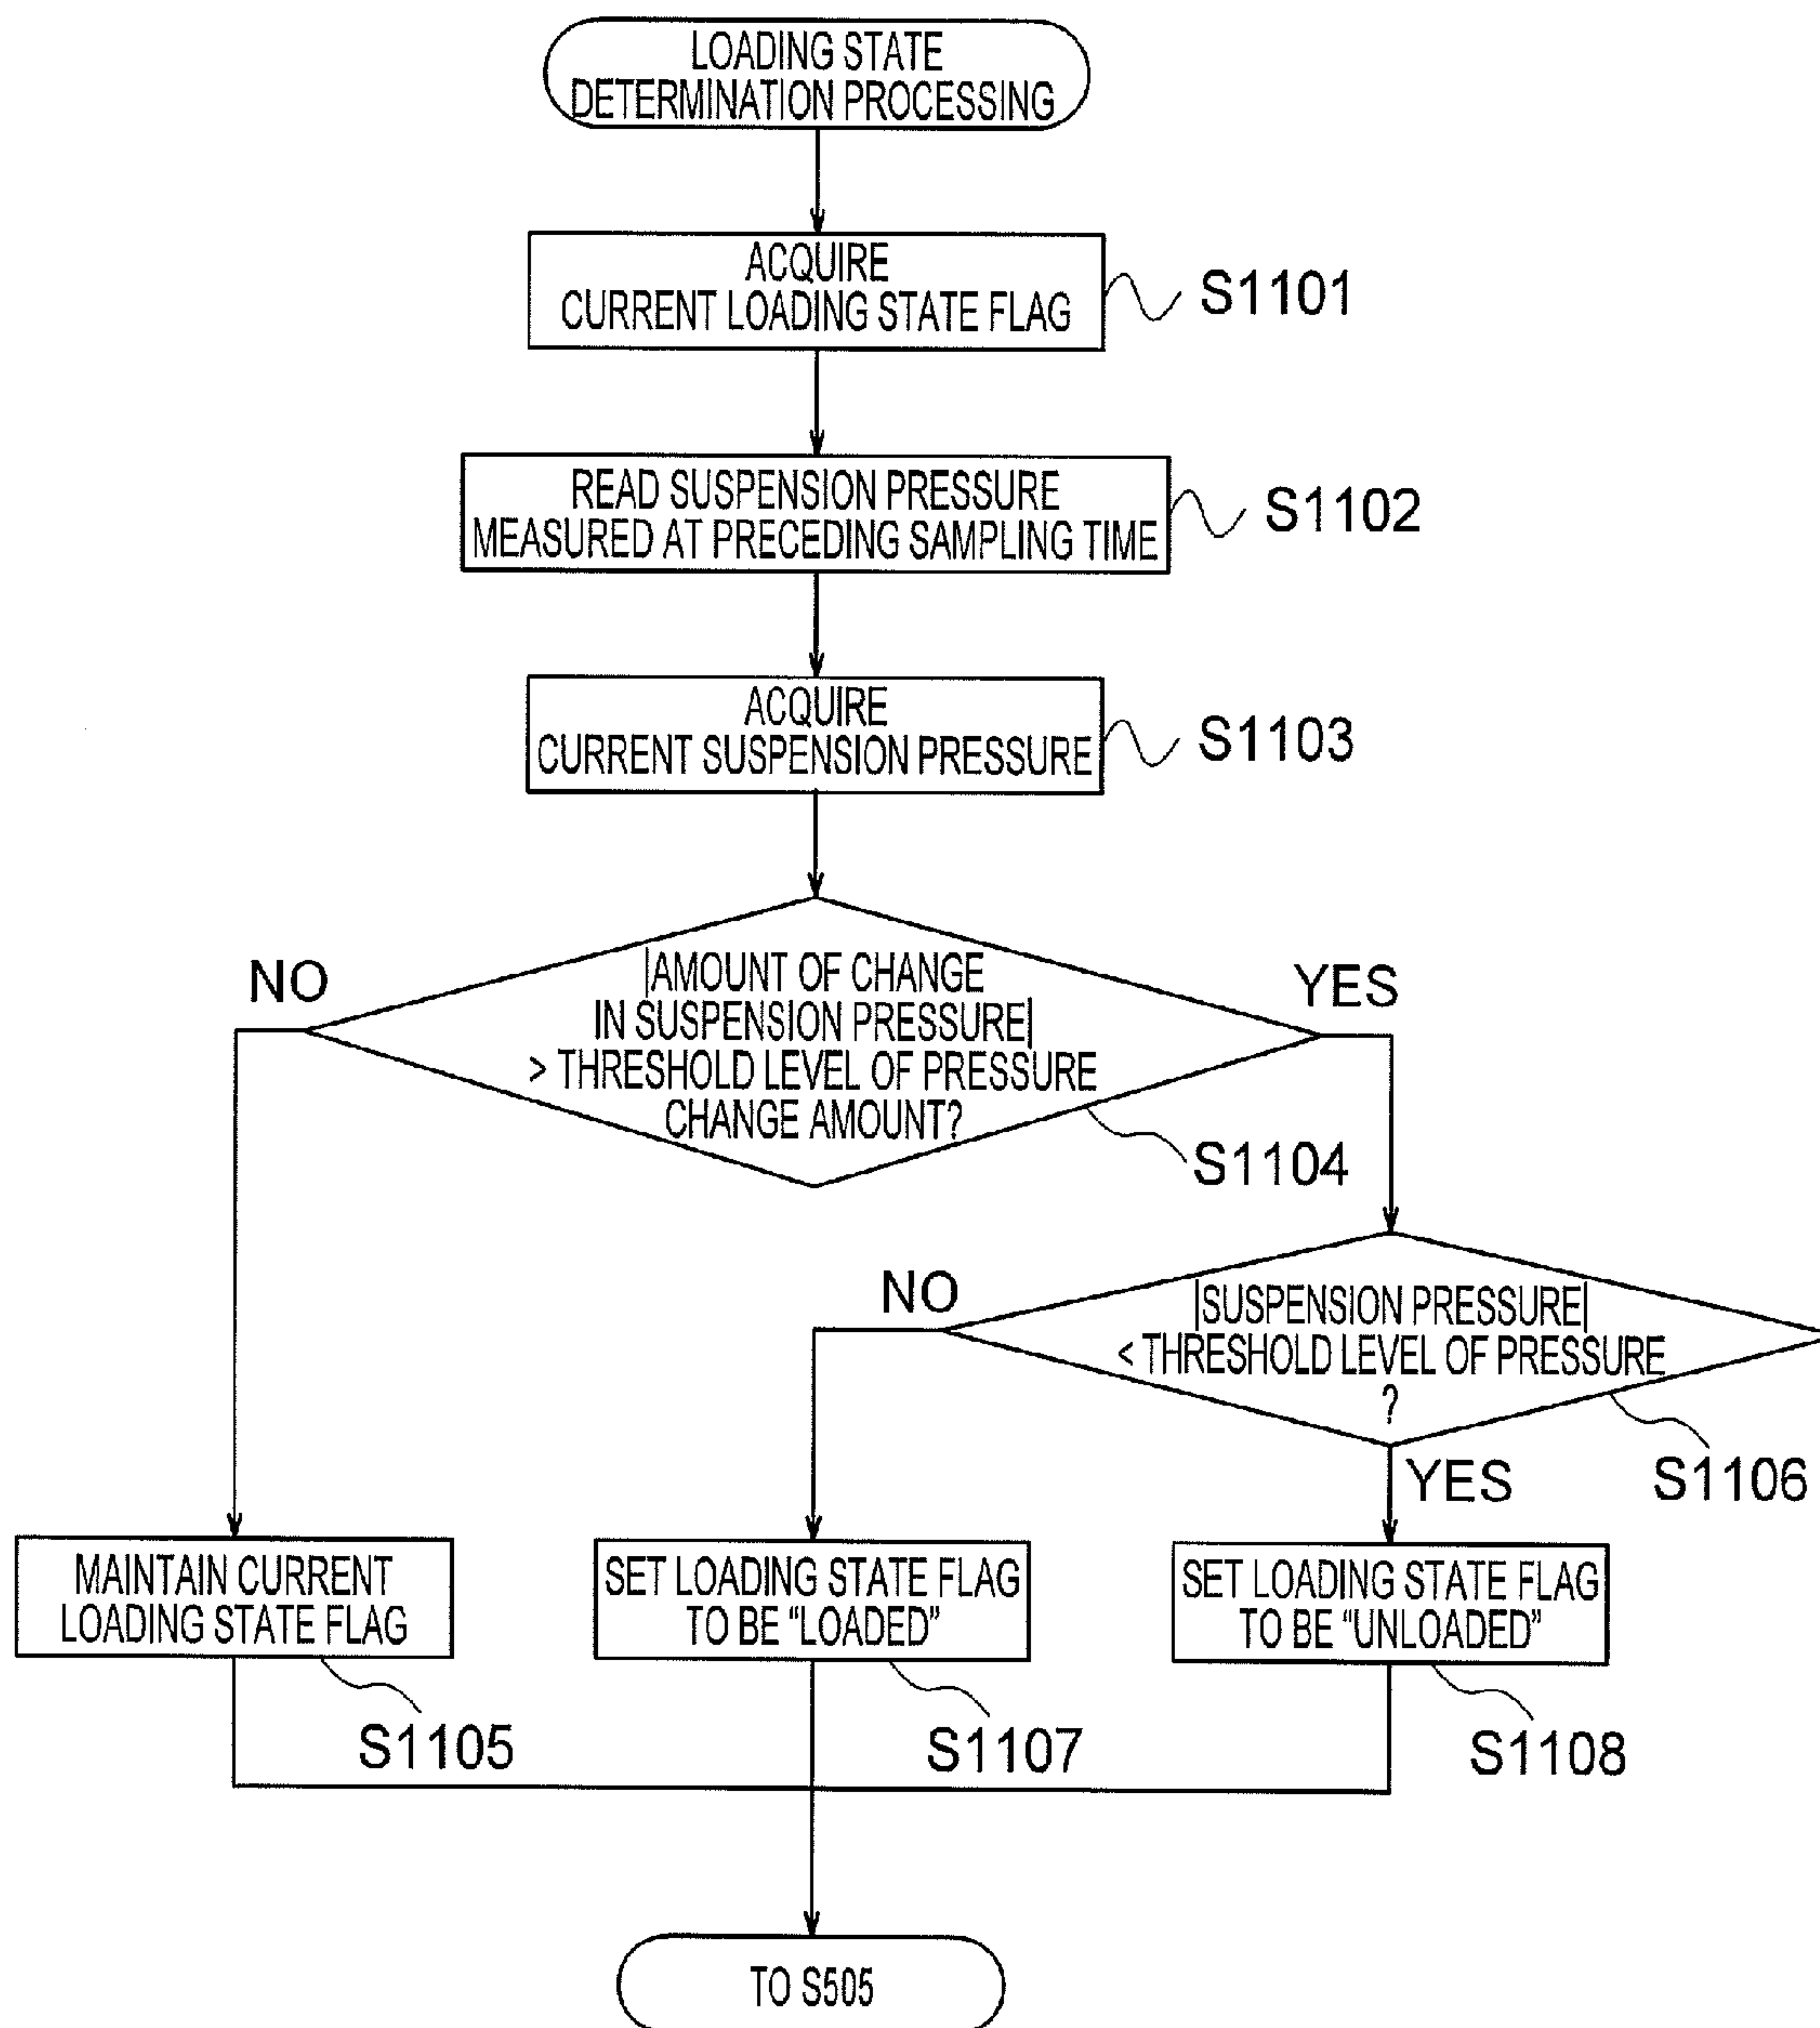 LOADING STATE
DETERMINATION PROCESSING
ACQUIRE
CURRENT LOADING STATE FLAG
S1101
READ SUSPENSION PRESSURE
MEASURED AT PRECEDING SAMPLING TIME
S1102
ACQUIRE
CURRENT SUSPENSION PRESSURE
S1103
|AMOUNT OF CHANGE
IN SUSPENSION PRESSURE|
> THRESHOLD LEVEL OF PRESSURE
CHANGE AMOUNT?
NO
YES
S1104
|SUSPENSION PRESSURE|
< THRESHOLD LEVEL OF PRESSURE
?
NO
YES
S1106
MAINTAIN CURRENT
LOADING STATE FLAG
S1105
SET LOADING STATE FLAG
TO BE “LOADED”
S1107
SET LOADING STATE FLAG
TO BE “UNLOADED”
S1108
TO S505